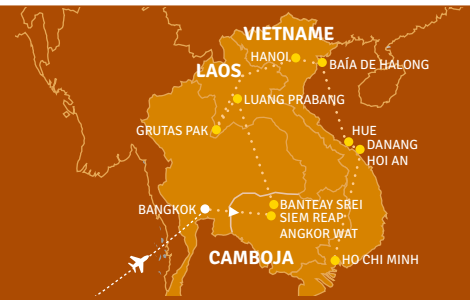 VIETNAME
HANOI
BAÍA DE HALONG
LAOS
LUANG PRABANG
GRUTAS PAK
HUE
DANANG
HOI AN
BANGKOK
BANTEAY SREI
SIEM REAP
ANGKOR WAT
CAMBOJA
HO CHI MINH